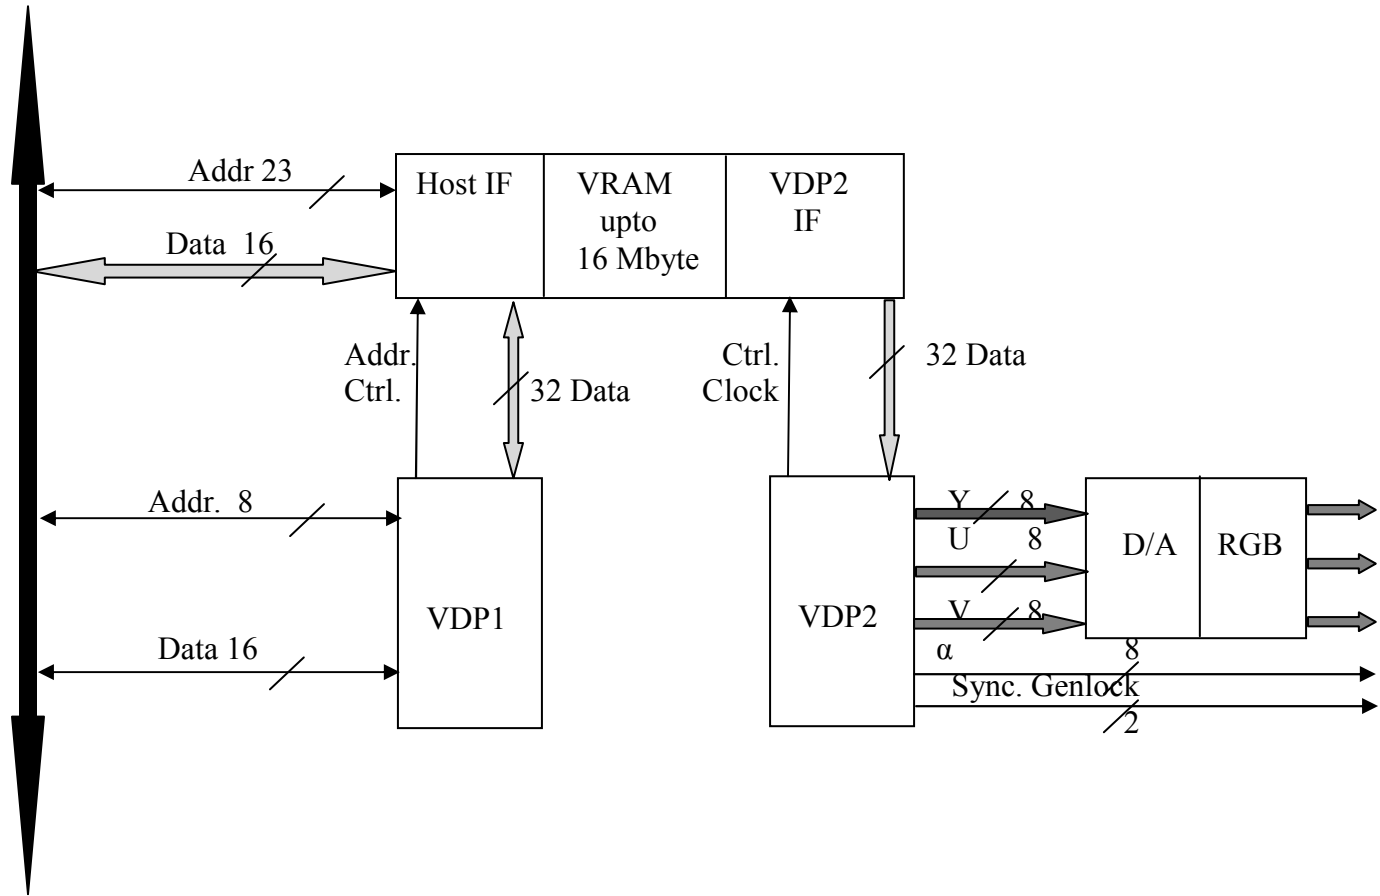 Addr 23
Data 16
Host IF
VRAM
upto
16 Mbyte
VDP2
IF
Addr.
Ctrl.
32 Data
Ctrl.
Clock
32 Data
Addr. 8
Data 16
VDP1
VDP2
Y 8
U 8
V 8
α 8
Sync. Genlock
2
D/A
RGB